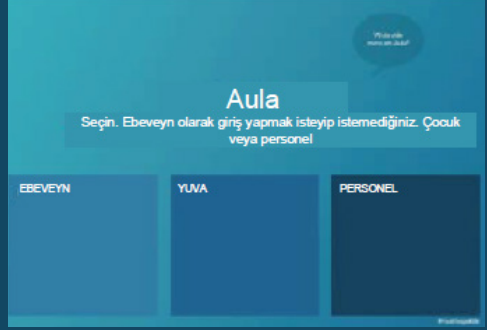 Aula
Seçin. Ebeveyn olarak giriş yapmak isteyip istemediğiniz. Çocuk
veya personel
EBEVEYN
YUVA
PERSONEL